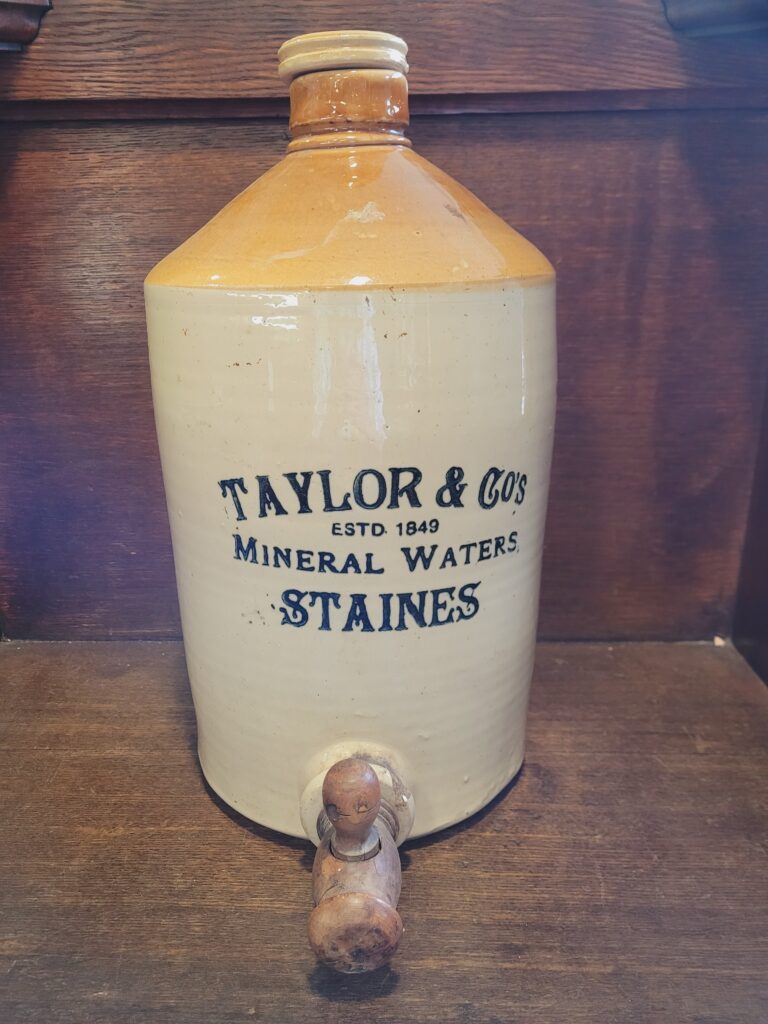 TAYLOR & CO'S
ESTD. 1849
MINERAL WATERS,
STAINES